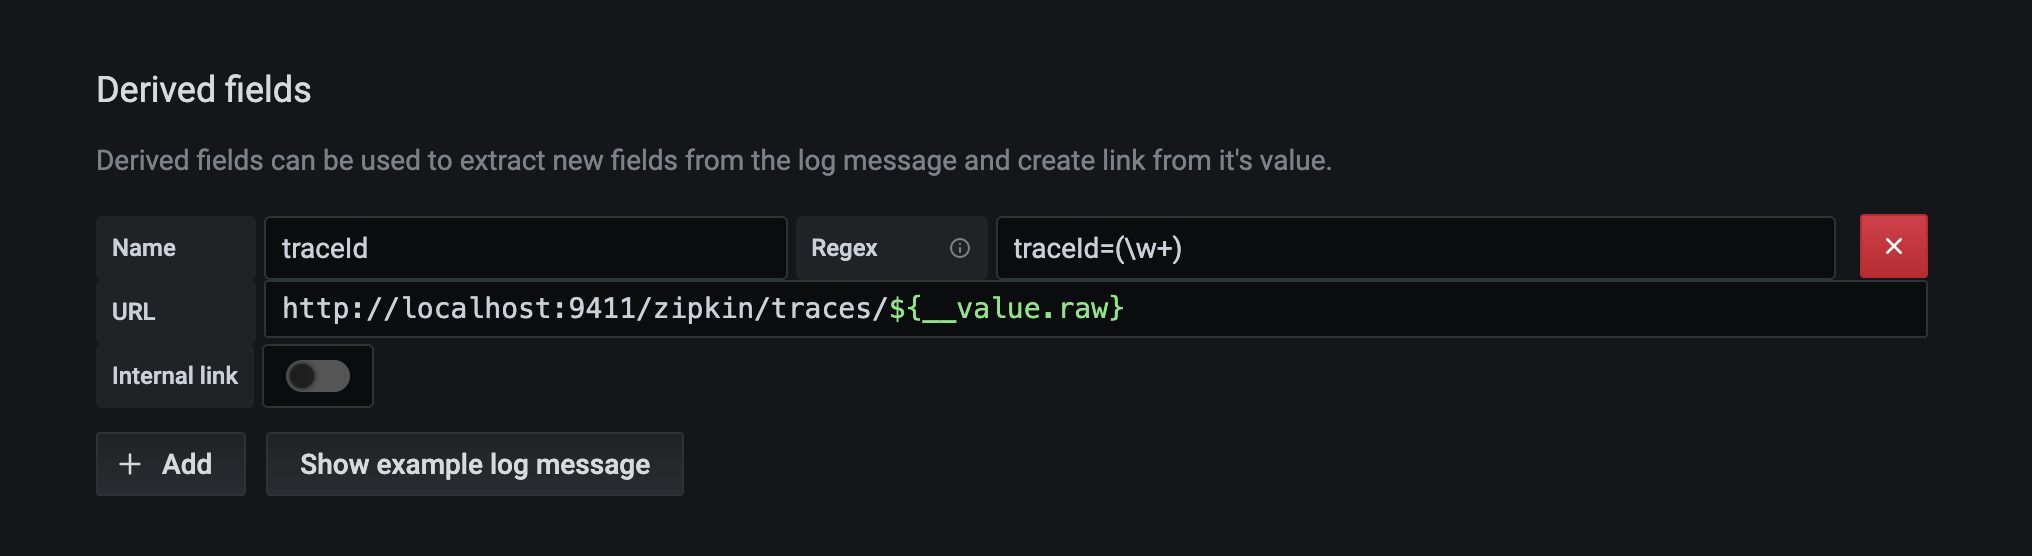 Derived fields
Derived fields can be used to extract new fields from the log message and create link from it's value.
Name traceId Regex traceId=(\w+)
URL http://localhost:9411/zipkin/traces/${__value.raw}
Internal link
Add Show example log message